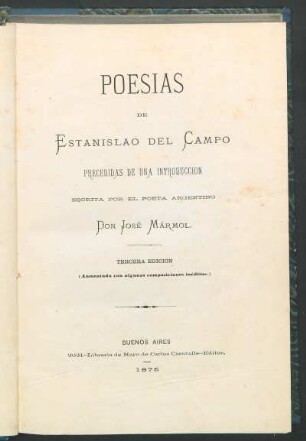 POESIAS
DE
ESTANISLAO DEL CAMPO
PRECEDIDAS DE UNA INTRODUCCION
ESCRITA POR EL POETA ARGENTINO
DON JOSÉ MÁRMOL.
TERCERA EDICION
(Aumentada con algunas composiciones inéditas.)
BUENOS AIRES
Librería de Mayo de Carlos Casavalle—Editor.
1875